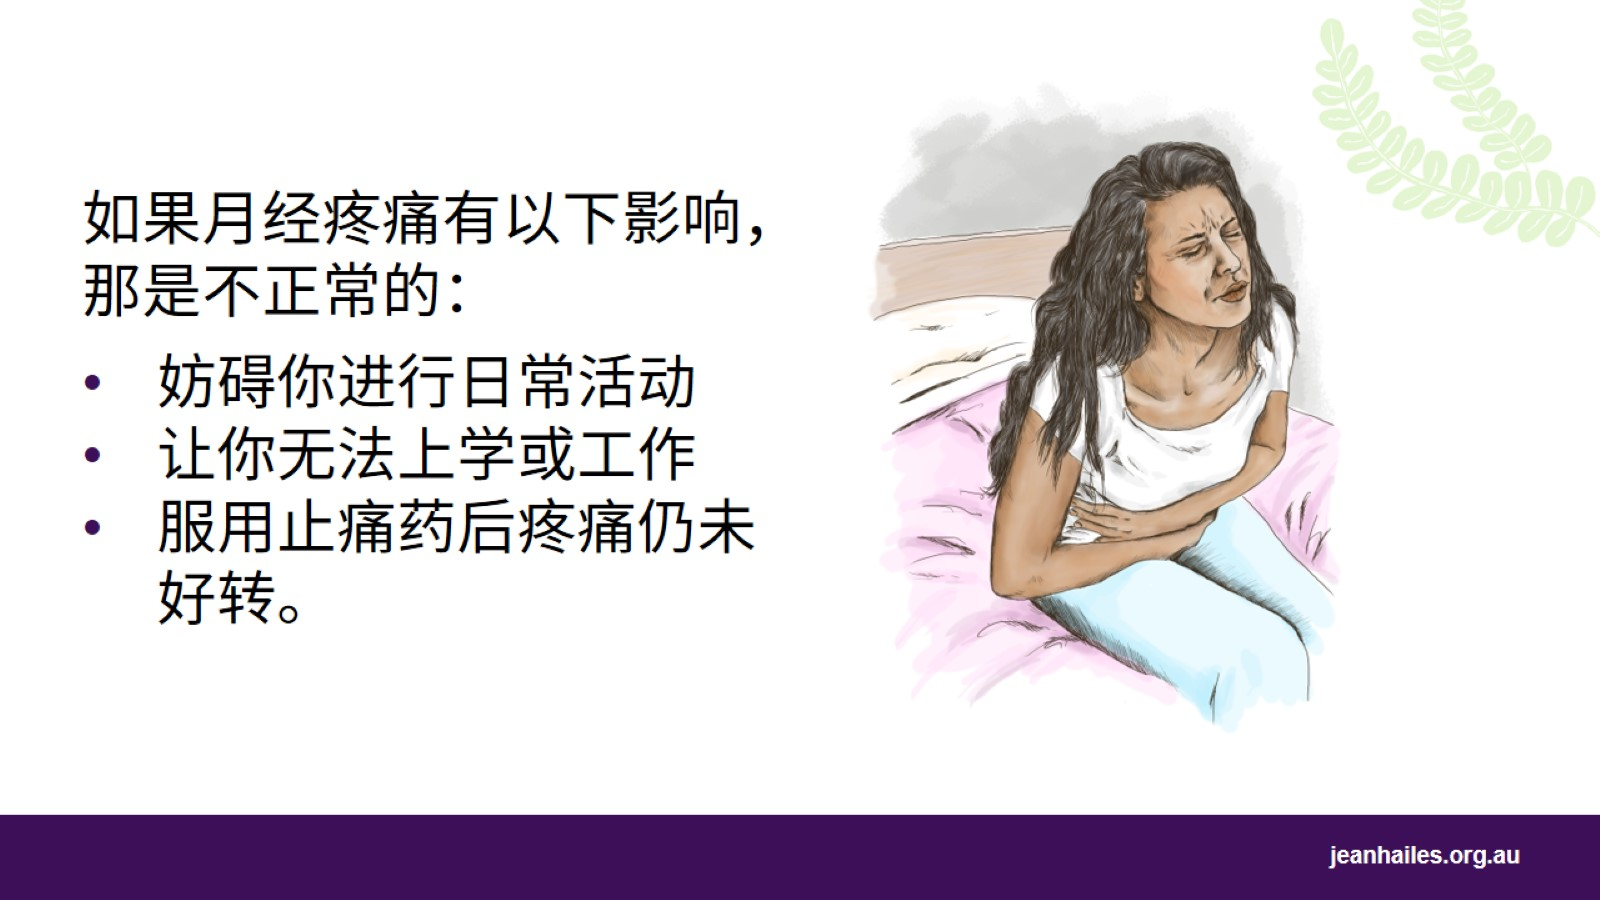 如果月经疼痛有以下影响，
那是不正常的：
• 妨碍你进行日常活动
• 让你无法上学或工作
• 服用止痛药后疼痛仍未
好转。
jeanhailes.org.au